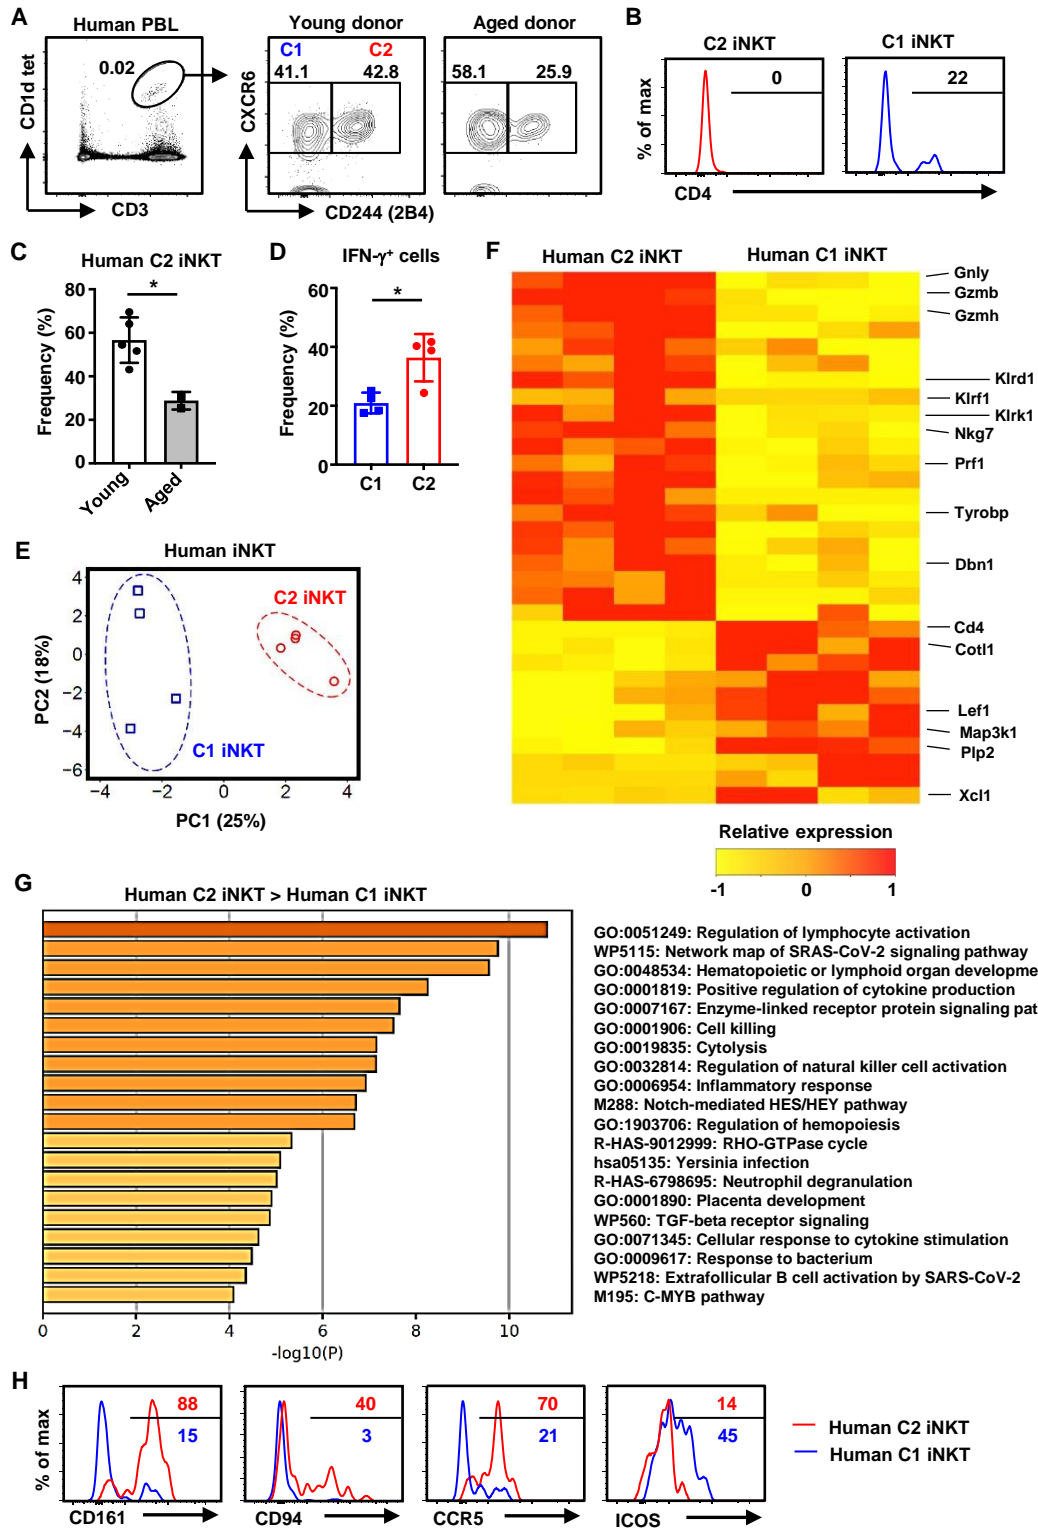 A
Human PBL
CD1d tet
0.02
CD3
Young donor
Aged donor
C1
C2
41.1
42.8
58.1
25.9
CXCR6
CD244 (2B4)
B
C2 iNKT
C1 iNKT
% of max
0
22
CD4
C
Human C2 iNKT
*
Frequency (%)
80
60
40
20
0
Young
Aged
D
IFN-γ+ cells
*
Frequency (%)
60
40
20
0
C1
C2
E
Human iNKT
C2 iNKT
C1 iNKT
PC2 (18%)
4
2
0
−2
−4
−6
−4
−2
0
2
4
PC1 (25%)
F
Human C2 iNKT
Human C1 iNKT
Gnly
Gzmb
Gzmh
Klrd1
Klrf1
Klrk1
Nkg7
Prf1
Tyrobp
Dbn1
Cd4
Cotl1
Lef1
Map3k1
Plp2
Xcl1
Relative expression
-1
0
1
G
Human C2 iNKT > Human C1 iNKT
GO:0051249: Regulation of lymphocyte activation
WP5115: Network map of SRAS-CoV-2 signaling pathway
GO:0048534: Hematopoietic or lymphoid organ developme
GO:0001819: Positive regulation of cytokine production
GO:0007167: Enzyme-linked receptor protein signaling pat
GO:0001906: Cell killing
GO:0019835: Cytolysis
GO:0032814: Regulation of natural killer cell activation
GO:0006954: Inflammatory response
M288: Notch-mediated HES/HEY pathway
GO:1903706: Regulation of hemopoiesis
R-HAS-9012999: RHO-GTPase cycle
hsa05135: Yersinia infection
R-HAS-6798695: Neutrophil degranulation
GO:0001890: Placenta development
WP560: TGF-beta receptor signaling
GO:0071345: Cellular response to cytokine stimulation
GO:0009617: Response to bacterium
WP5218: Extrafollicular B cell activation by SARS-CoV-2
M195: C-MYB pathway
0
2
4
6
8
10
-log10(P)
H
% of max
88
15
CD161
40
3
CD94
70
21
CCR5
14
45
ICOS
Human C2 iNKT
Human C1 iNKT